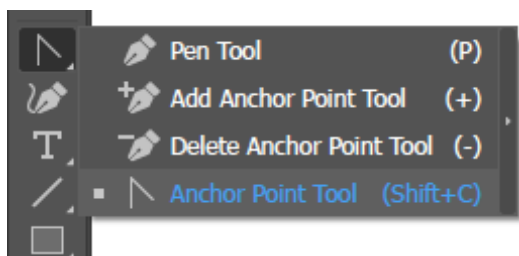 Pen Tool (P)
Add Anchor Point Tool (+)
Delete Anchor Point Tool (-)
Anchor Point Tool (Shift+C)